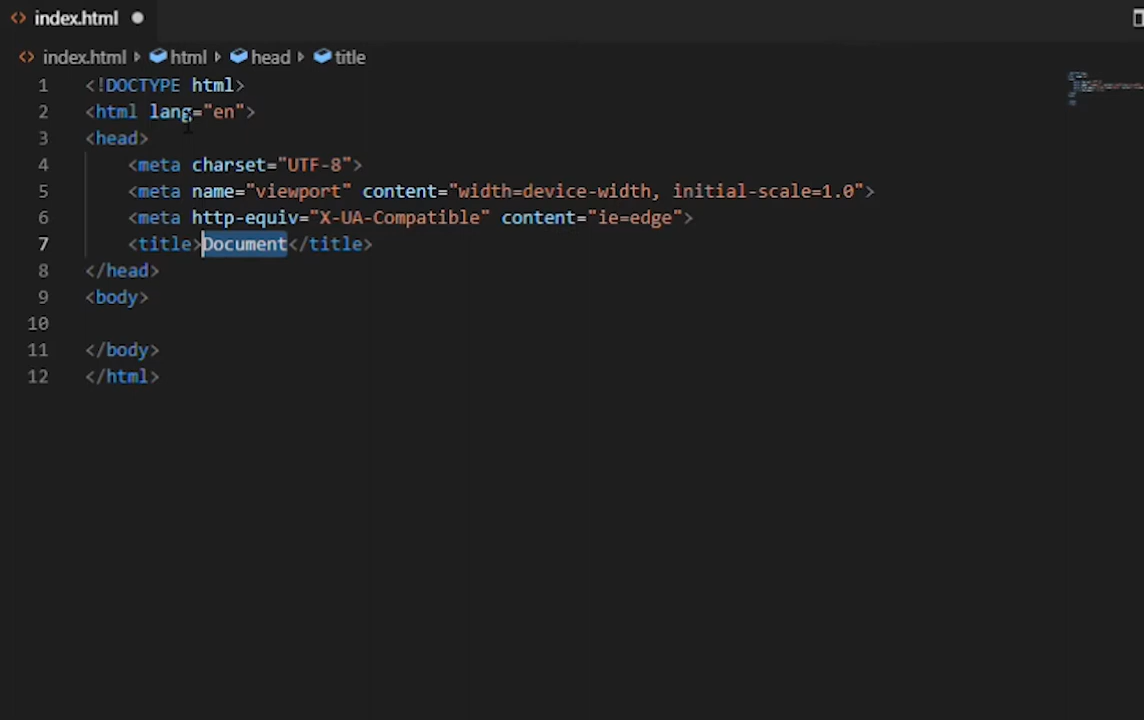 index.html
index.html html head title
1 <!DOCTYPE html>
2 <html lang="en">
3 <head>
4 <meta charset="UTF-8">
5 <meta name="viewport" content="width=device-width, initial-scale=1.0">
6 <meta http-equiv="X-UA-Compatible" content="ie=edge">
7 <title>Document</title>
8 </head>
9 <body>
10
11 </body>
12 </html>